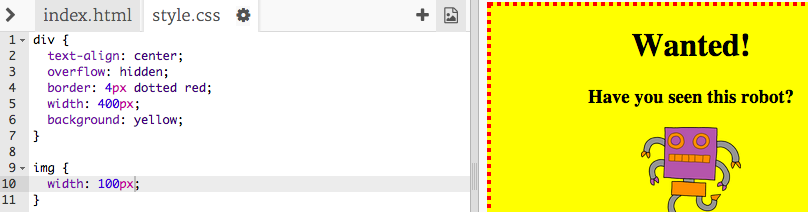 index.html style.css
1 div {
2 text-align: center;
3 overflow: hidden;
4 border: 4px dotted red;
5 width: 400px;
6 background: yellow;
7 }
8
9 img {
10 width: 100px;
11 }
Wanted!
Have you seen this robot?